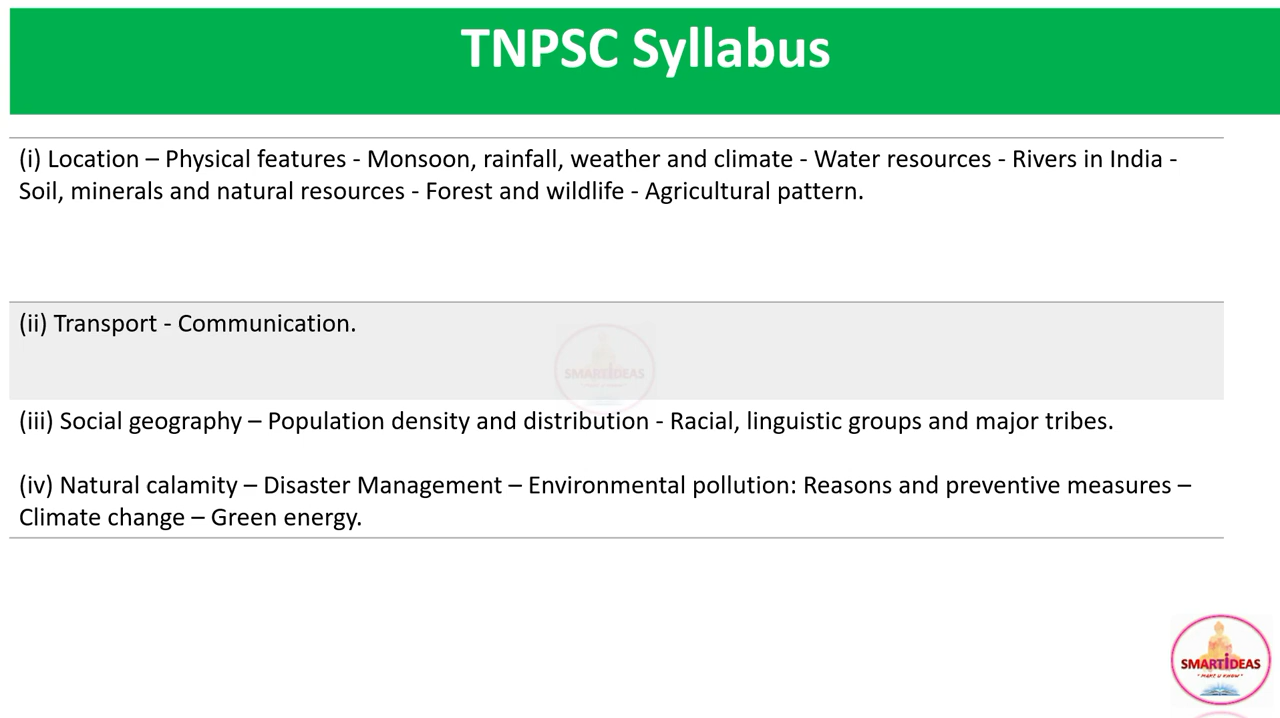 TNPSC Syllabus
(i) Location – Physical features - Monsoon, rainfall, weather and climate - Water resources - Rivers in India -
Soil, minerals and natural resources - Forest and wildlife - Agricultural pattern.
(ii) Transport - Communication.
SMARTIDEAS
(iii) Social geography – Population density and distribution - Racial, linguistic groups and major tribes.
(iv) Natural calamity – Disaster Management – Environmental pollution: Reasons and preventive measures –
Climate change – Green energy.
SMARTiDEAS
" MAKE U KNOW "